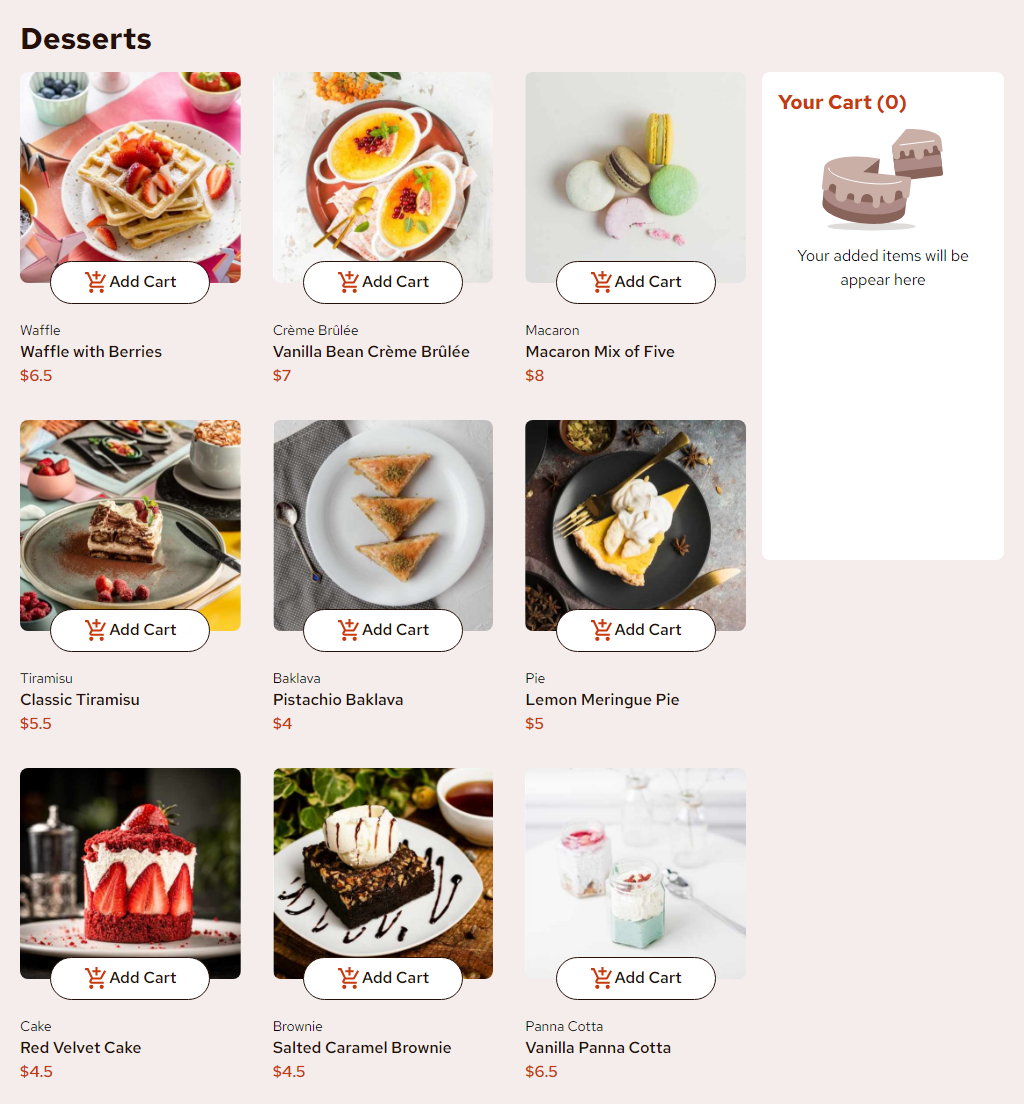 Desserts
Add Cart
Waffle
Waffle with Berries
$6.5
Add Cart
Crème Brûlée
Vanilla Bean Crème Brûlée
$7
Add Cart
Macaron
Macaron Mix of Five
$8
Add Cart
Tiramisu
Classic Tiramisu
$5.5
Add Cart
Baklava
Pistachio Baklava
$4
Add Cart
Pie
Lemon Meringue Pie
$5
Add Cart
Cake
Red Velvet Cake
$4.5
Add Cart
Brownie
Salted Caramel Brownie
$4.5
Add Cart
Panna Cotta
Vanilla Panna Cotta
$6.5
Your Cart (0)
Your added items will be
appear here